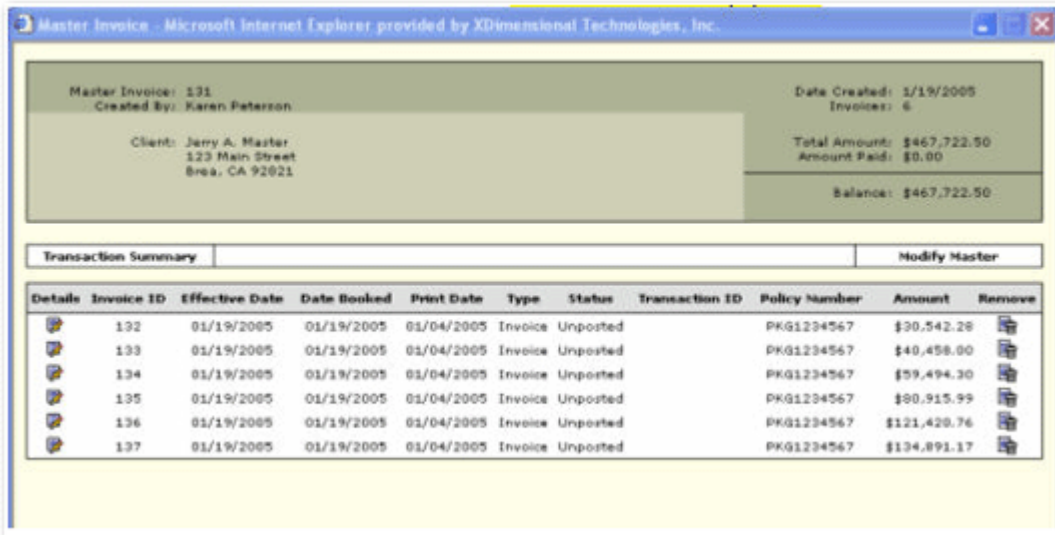 Master Invoice - Microsoft Internet Explorer provided by XDimensional Technologies, Inc.
Master Invoice: 131 Date Created: 1/19/2005
Created By: Karen Peterson Invoices: 6
Client: Jerry A. Master Total Amount: $467,722.50
123 Main Street Amount Paid: $0.00
Brea, CA 92821
Balance: $467,722.50
Transaction Summary Modify Master
Details Invoice ID Effective Date Date Booked Print Date Type Status Transaction ID Policy Number Amount Remove
132 01/19/2005 01/19/2005 01/04/2005 Invoice Unposted PKG1234567 $30,542.28
133 01/19/2005 01/19/2005 01/04/2005 Invoice Unposted PKG1234567 $40,458.00
134 01/19/2005 01/19/2005 01/04/2005 Invoice Unposted PKG1234567 $59,494.30
135 01/19/2005 01/19/2005 01/04/2005 Invoice Unposted PKG1234567 $80,915.99
136 01/19/2005 01/19/2005 01/04/2005 Invoice Unposted PKG1234567 $121,420.76
137 01/19/2005 01/19/2005 01/04/2005 Invoice Unposted PKG1234567 $134,891.17